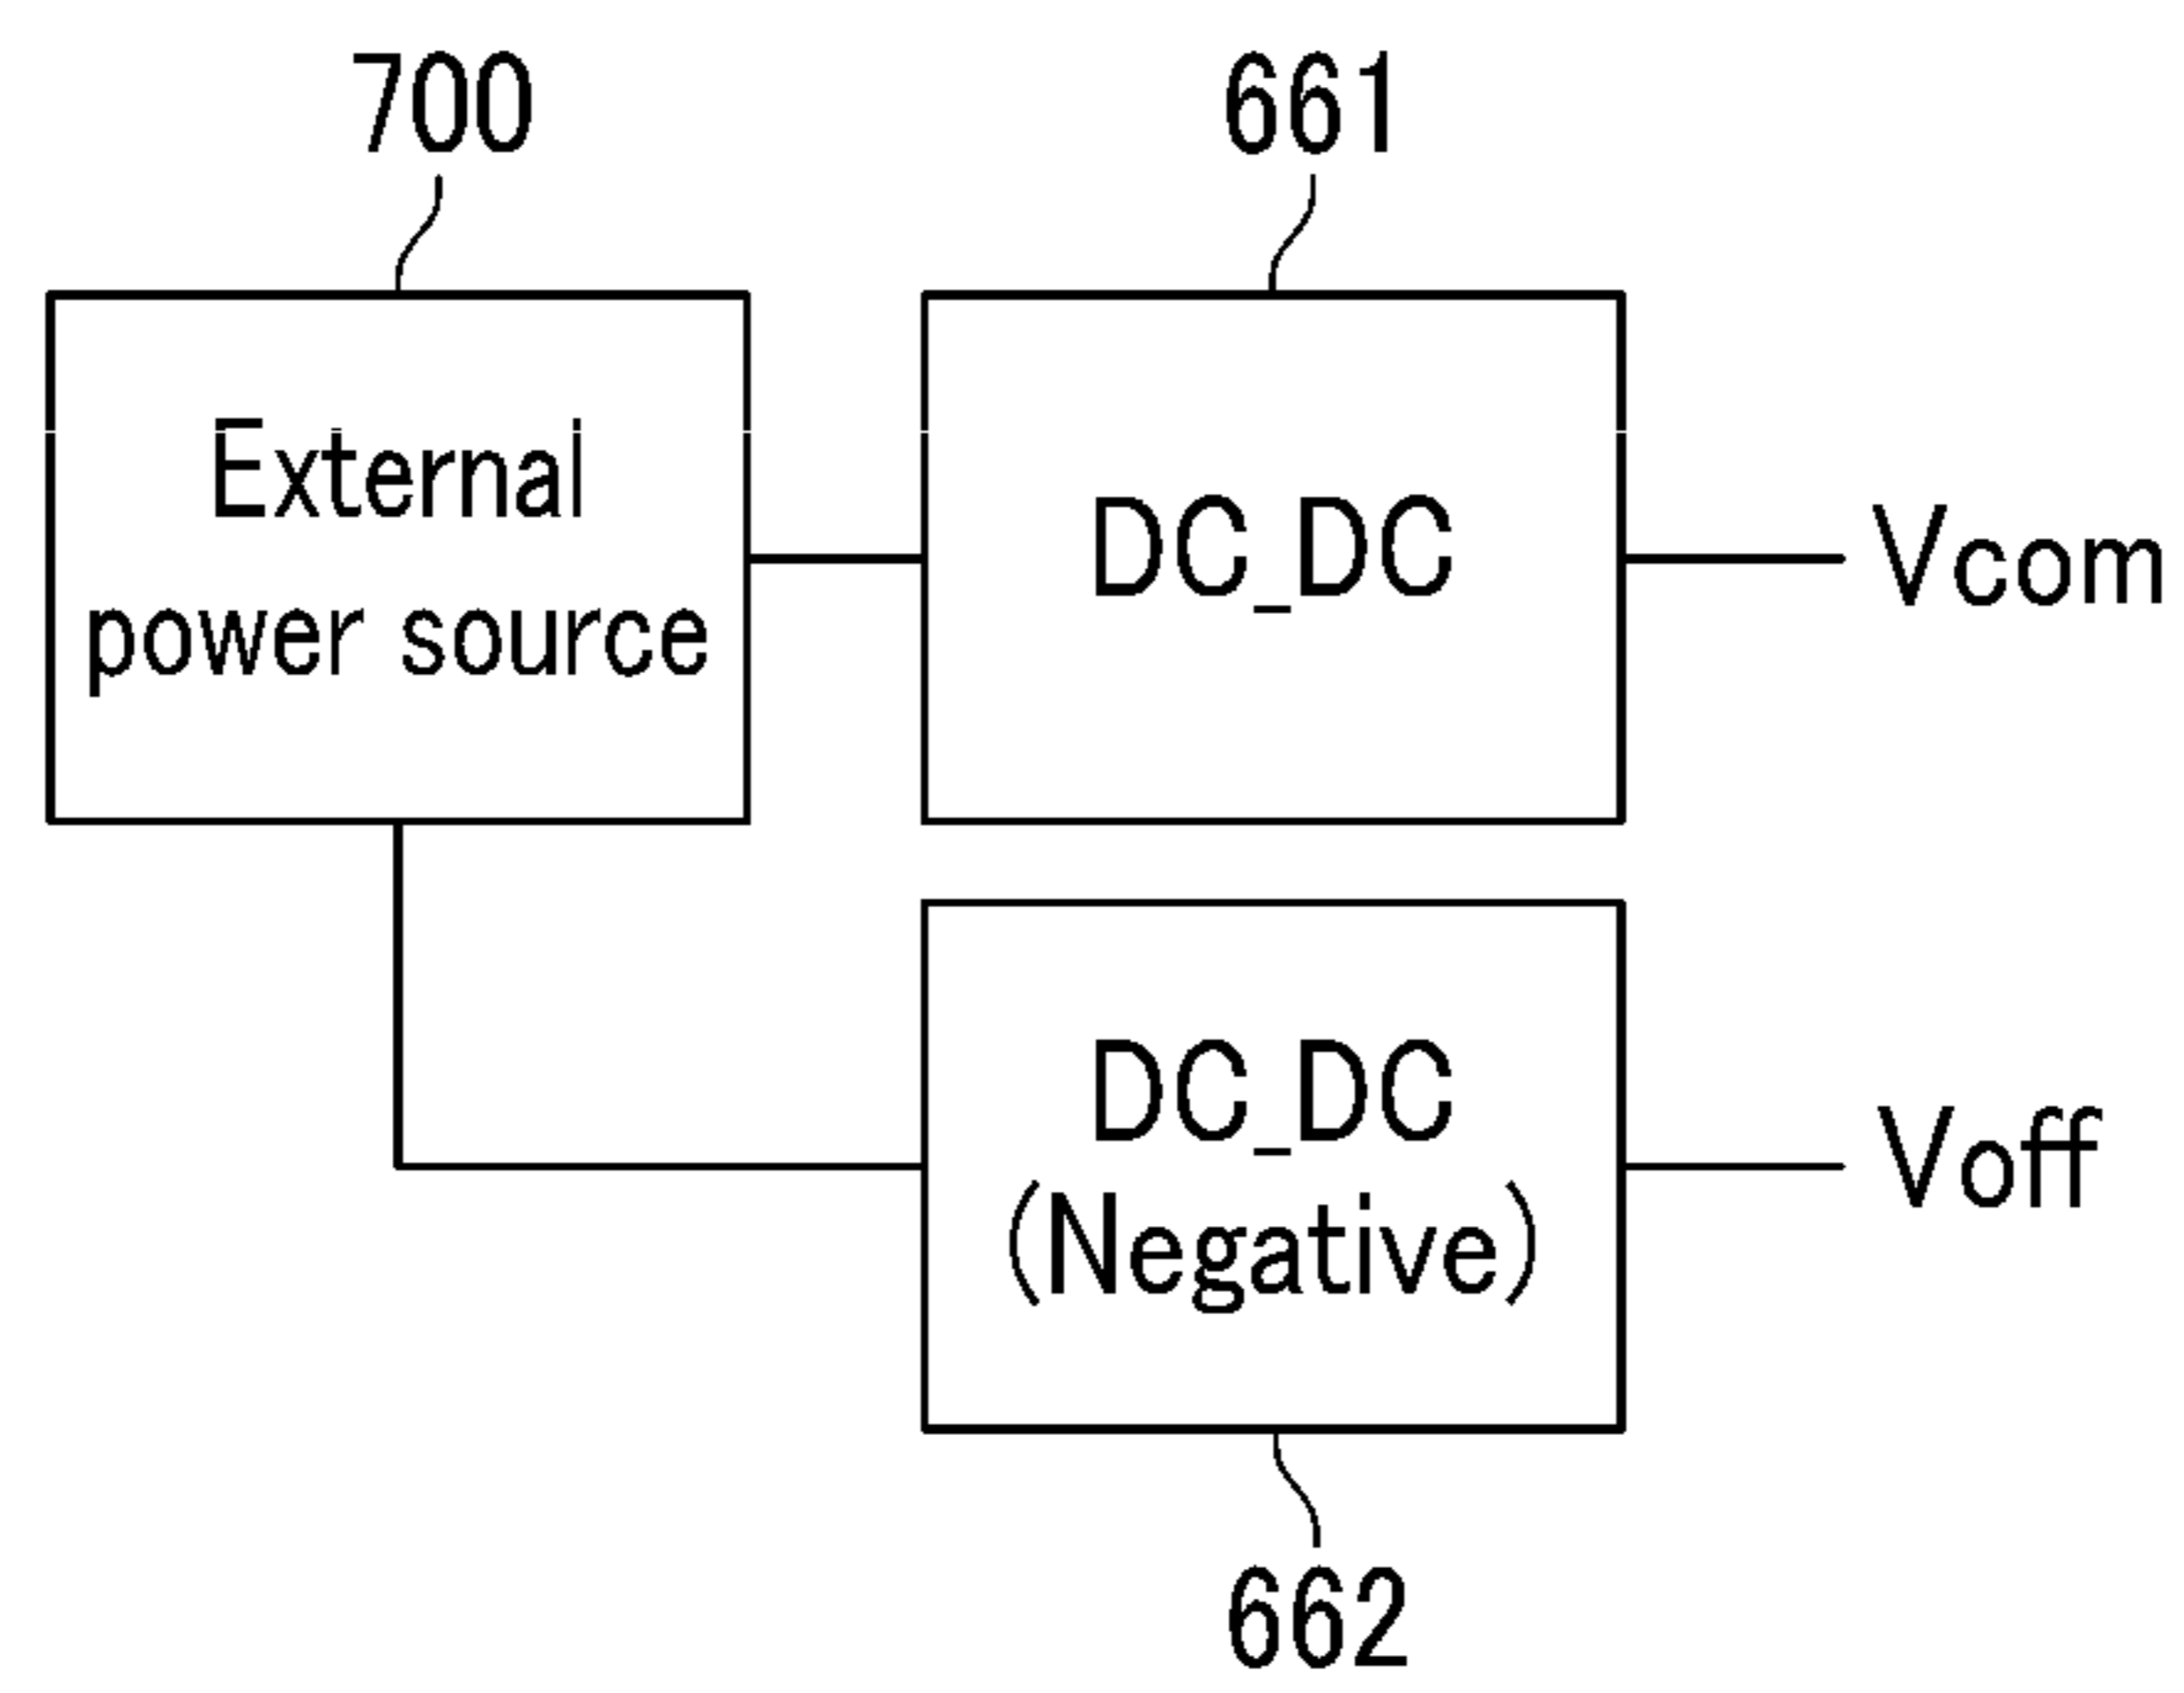 700
661
External
power source
DC_DC
Vcom
DC_DC
(Negative)
Voff
662